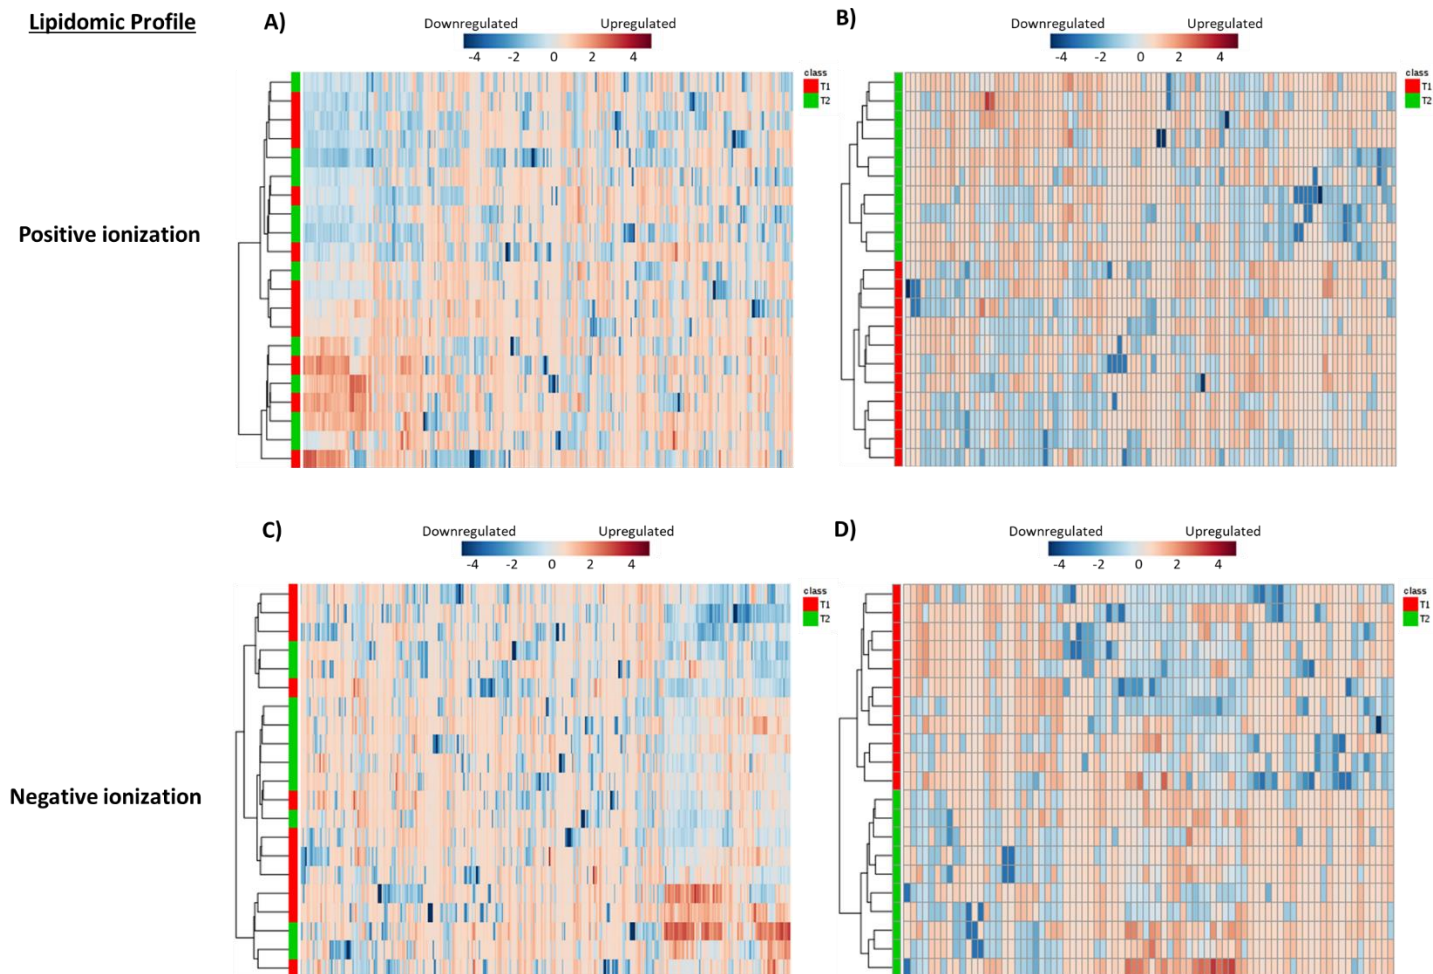 Lipidomic Profile
A)
Downregulated Upregulated
-4 -2 0 2 4
class
T1
T2
B)
Downregulated Upregulated
-4 -2 0 2 4
class
T1
T2
Positive ionization
C)
Downregulated Upregulated
-4 -2 0 2 4
class
T1
T2
D)
Downregulated Upregulated
-4 -2 0 2 4
class
T1
T2
Negative ionization